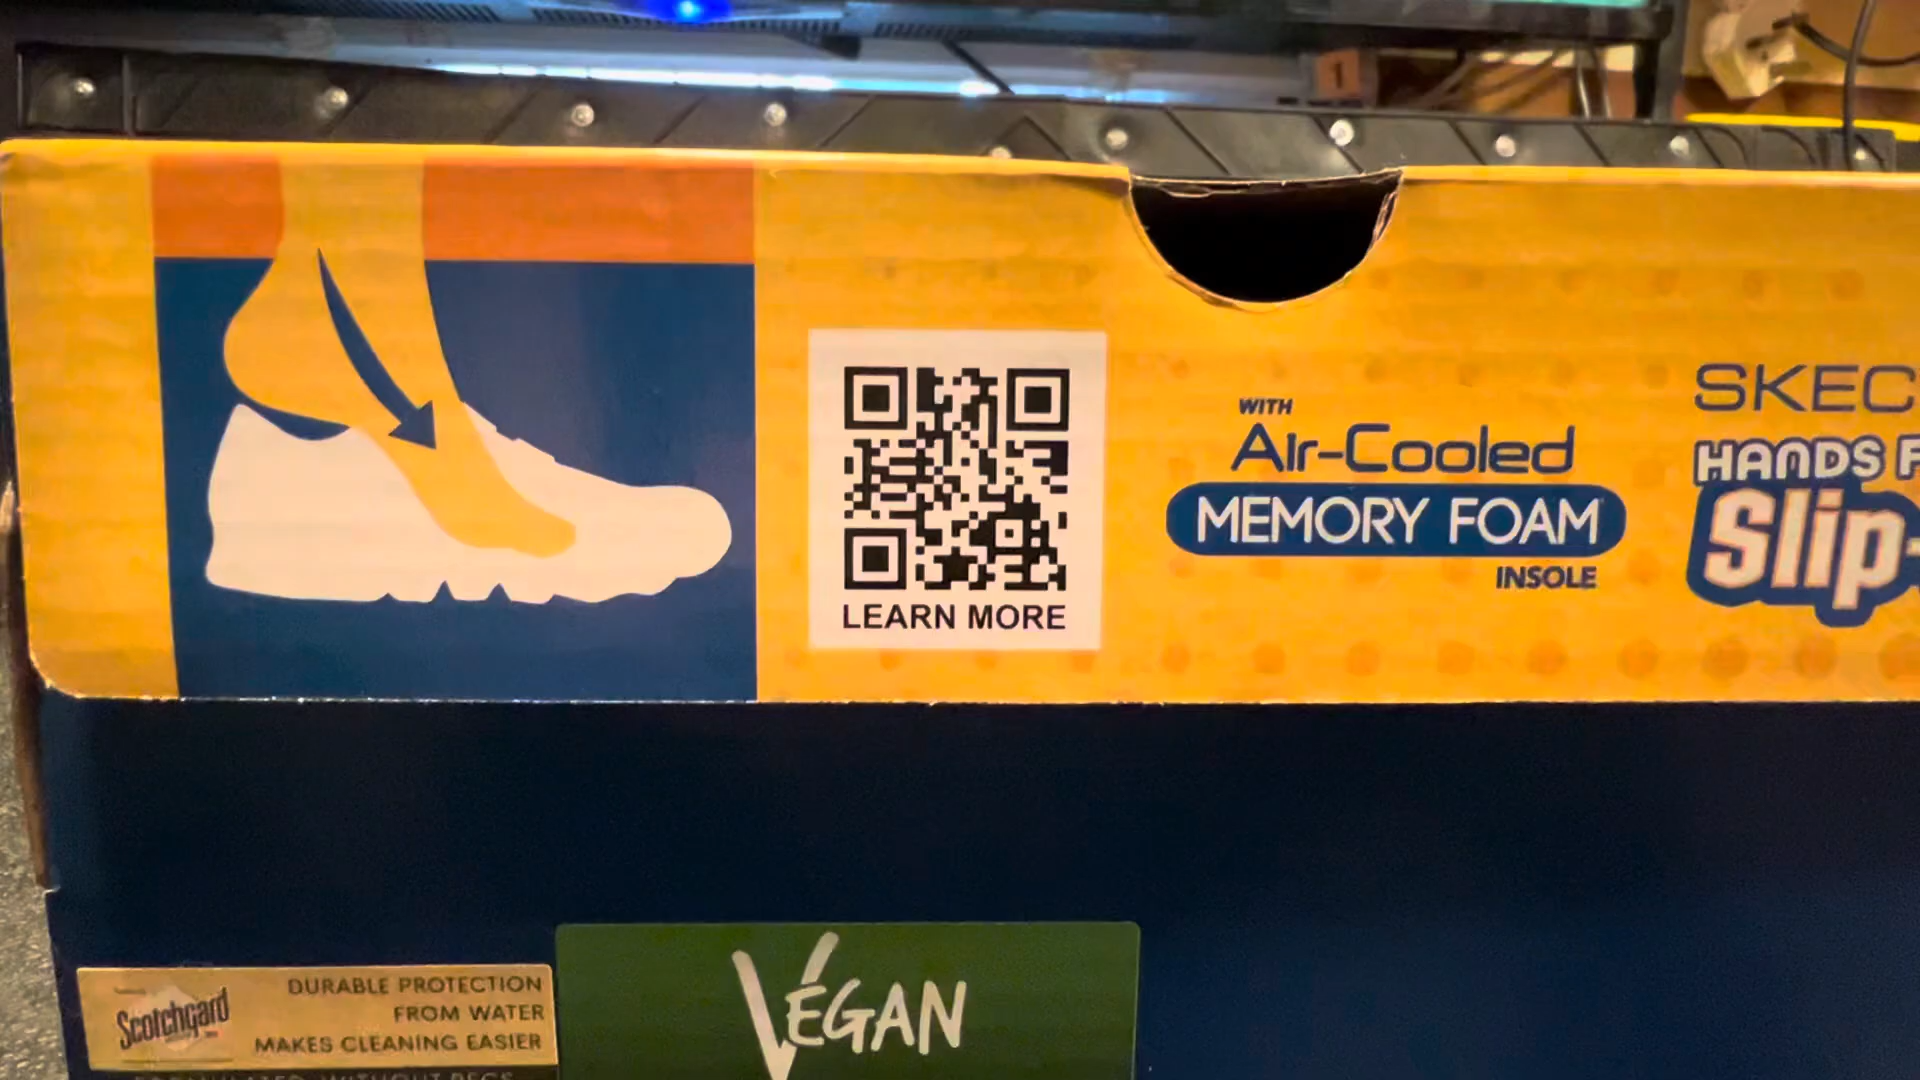 1
WITH
Air-Cooled
MEMORY FOAM
INSOLE
SKEC
HANDS F
Slip-
LEARN MORE
Scotchgard
DURABLE PROTECTION
FROM WATER
MAKES CLEANING EASIER
VEGAN